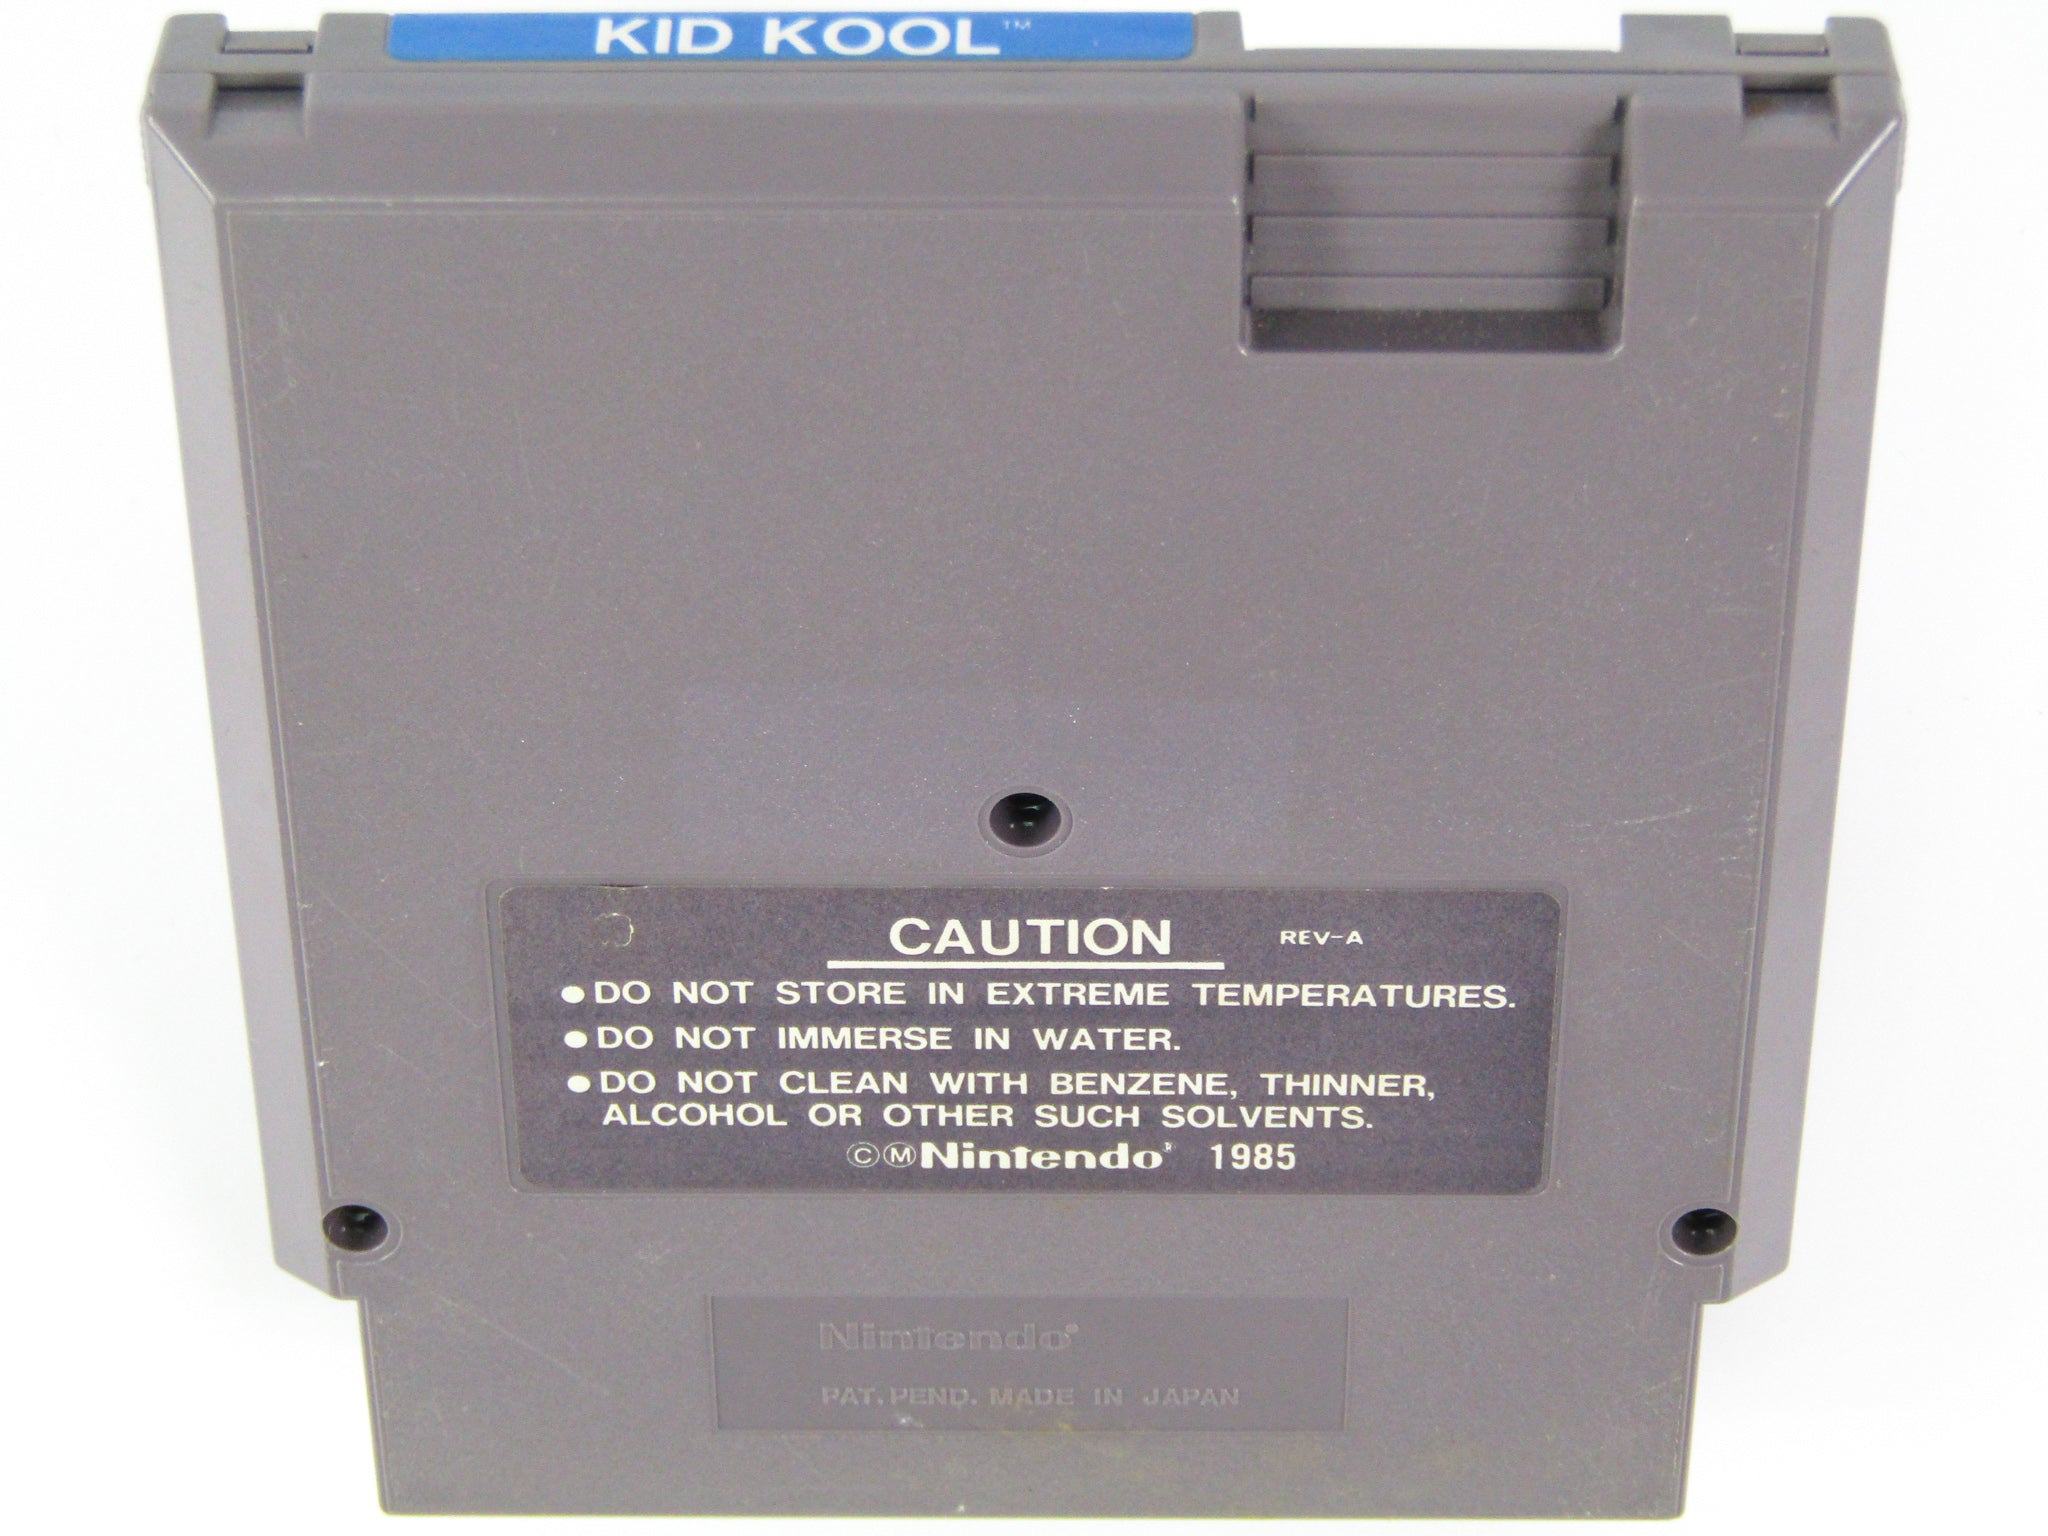 KID KOOL™
CAUTION REV-A
●DO NOT STORE IN EXTREME TEMPERATURES.
●DO NOT IMMERSE IN WATER.
●DO NOT CLEAN WITH BENZENE, THINNER,
ALCOHOL OR OTHER SUCH SOLVENTS.
©ⓂNintendo® 1985
Nintendo®
PAT. PEND. MADE IN JAPAN